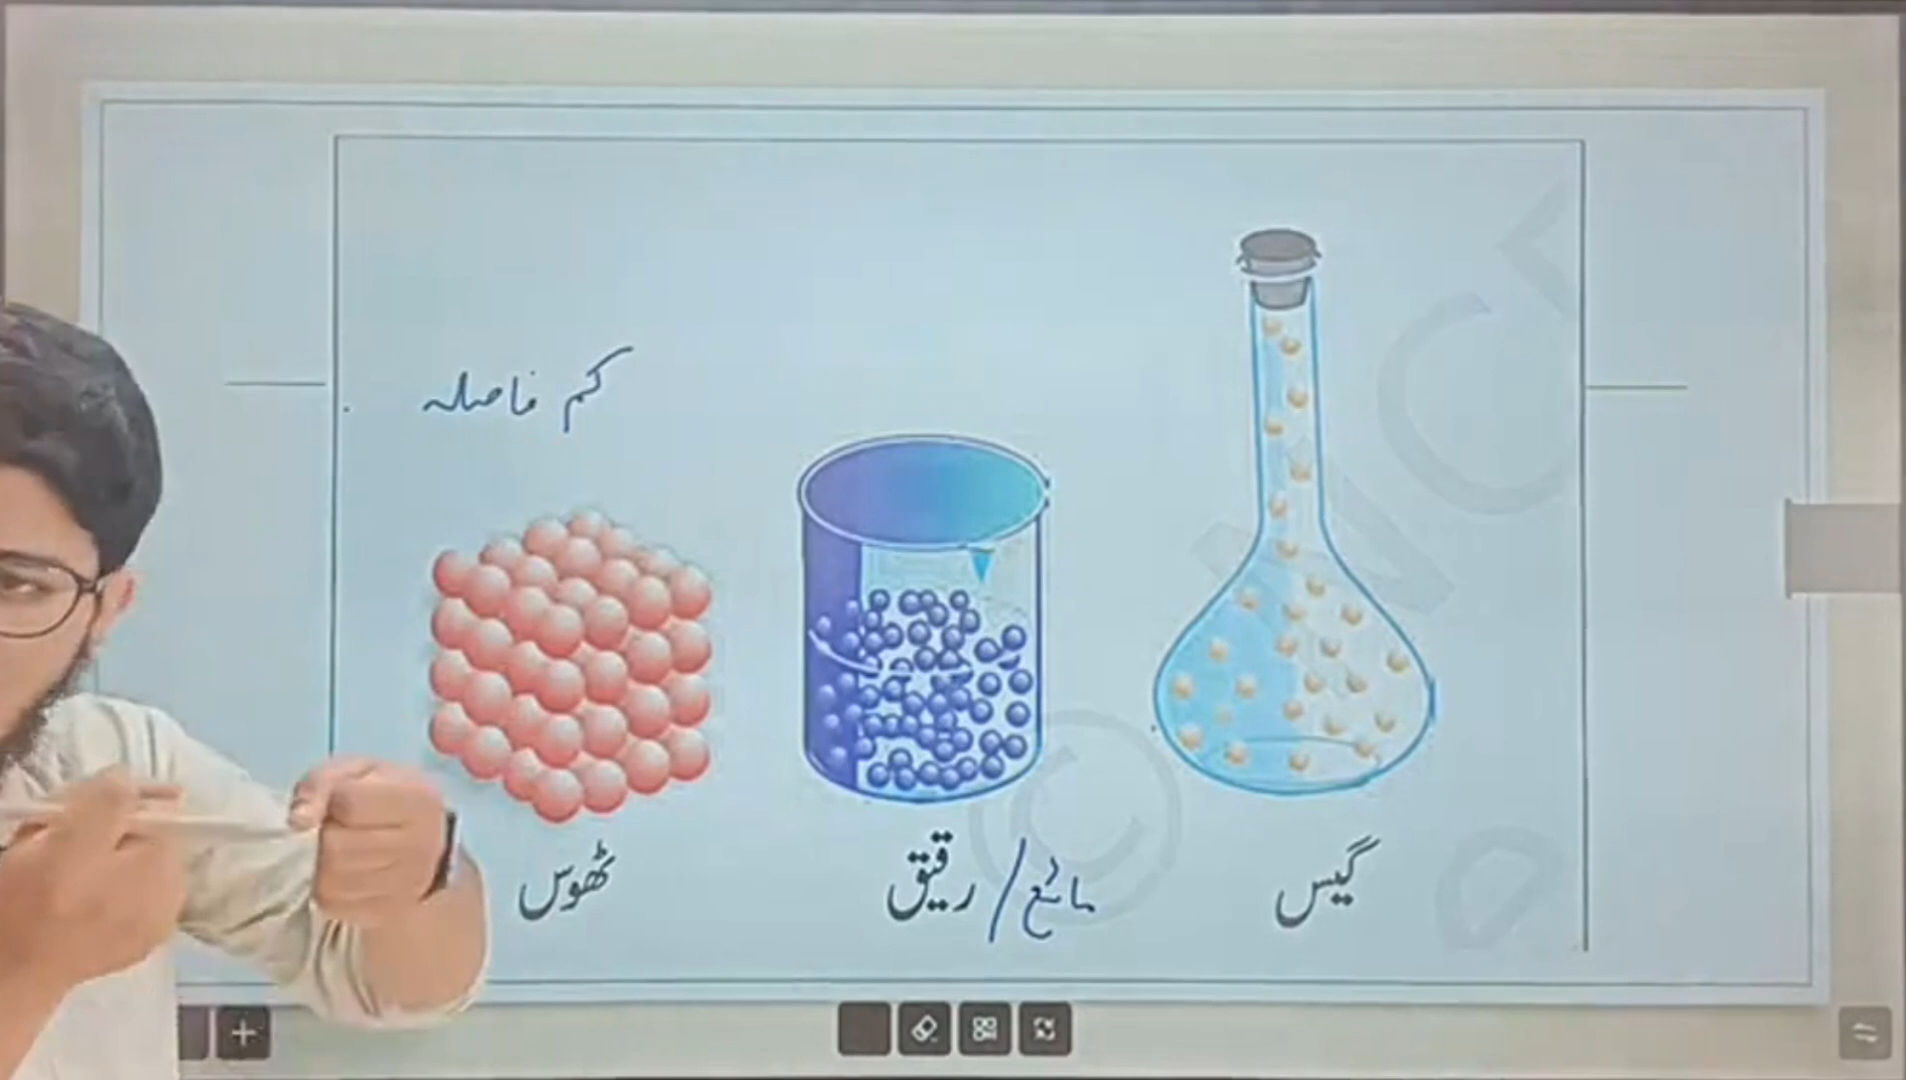 کم فاصلہ
ٹھوس
رقیق / مائع
گیس